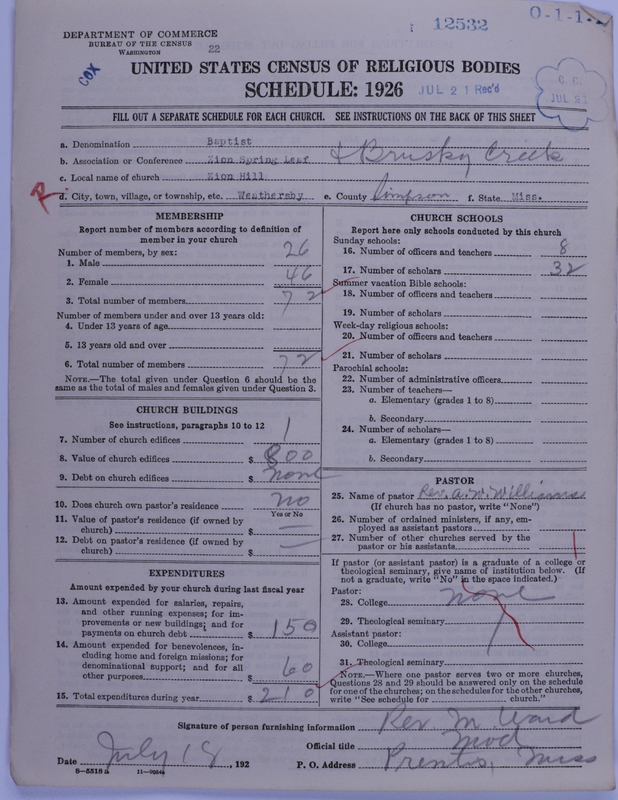 12532
0-1-1
DEPARTMENT OF COMMERCE
BUREAU OF THE CENSUS
WASHINGTON
22
COX
UNITED STATES CENSUS OF RELIGIOUS BODIES
SCHEDULE: 1926
JUL 21 Rec'd
C. C.
JUL 21
FILL OUT A SEPARATE SCHEDULE FOR EACH CHURCH. SEE INSTRUCTIONS ON THE BACK OF THIS SHEET
a. Denomination Baptist
b. Association or Conference Zion Spring Leaf & Brushy Creek
c. Local name of church Zion Hill
R
d. City, town, village, or township, etc. Weathersby e. County Simpson f. State Miss.
MEMBERSHIP
Report number of members according to definition of
member in your church
Number of members, by sex:
1. Male 26
2. Female 46
3. Total number of members 72
Number of members under and over 13 years old:
4. Under 13 years of age
5. 13 years old and over
6. Total number of members 72
NOTE.—The total given under Question 6 should be the
same as the total of males and females given under Question 3.
CHURCH BUILDINGS
See instructions, paragraphs 10 to 12
7. Number of church edifices 1
8. Value of church edifices $ 800
9. Debt on church edifices $ none
10. Does church own pastor's residence no
Yes or No
11. Value of pastor's residence (if owned by
church) $ —
12. Debt on pastor's residence (if owned by
church) $ —
EXPENDITURES
Amount expended by your church during last fiscal year
13. Amount expended for salaries, repairs,
and other running expenses; for im-
provements or new buildings; and for
payments on church debt $ 150
14. Amount expended for benevolences, in-
cluding home and foreign missions; for
denominational support; and for all
other purposes $ 60
15. Total expenditures during year $ 210
CHURCH SCHOOLS
Report here only schools conducted by this church
Sunday schools:
16. Number of officers and teachers 8
17. Number of scholars 32
Summer vacation Bible schools:
18. Number of officers and teachers
19. Number of scholars
Week-day religious schools:
20. Number of officers and teachers
21. Number of scholars
Parochial schools:
22. Number of administrative officers
23. Number of teachers—
a. Elementary (grades 1 to 8)
b. Secondary
24. Number of scholars—
a. Elementary (grades 1 to 8)
b. Secondary
PASTOR
25. Name of pastor Rev. A. W. Williams
(If church has no pastor, write "None")
26. Number of ordained ministers, if any, em-
ployed as assistant pastors
27. Number of other churches served by the
pastor or his assistants
If pastor (or assistant pastor) is a graduate of a college or
theological seminary, give name of institution below. (If
not a graduate, write "No" in the space indicated.)
Pastor:
28. College none
29. Theological seminary
Assistant pastor:
30. College
31. Theological seminary
NOTE.—Where one pastor serves two or more churches,
Questions 28 and 29 should be answered only on the schedule
for one of the churches; on the schedules for the other churches,
write "See schedule for church."
Signature of person furnishing information Rev. M Ward
Official title Mod
Date July 18, 192 P. O. Address Prentis, Miss
8—5518a 11—9034a